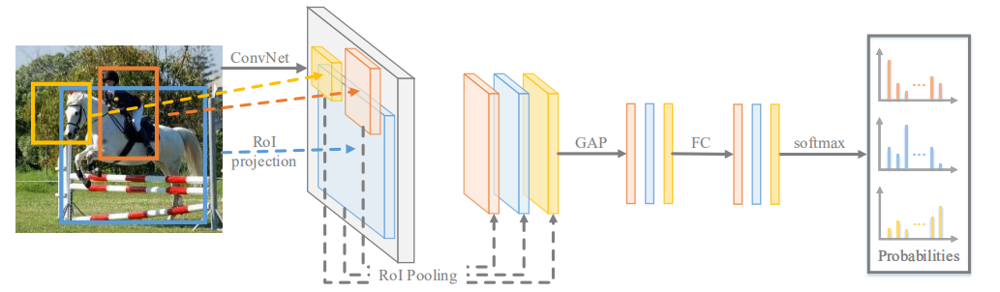 ConvNet
RoI
projection
RoI Pooling
GAP
FC
softmax
Probabilities